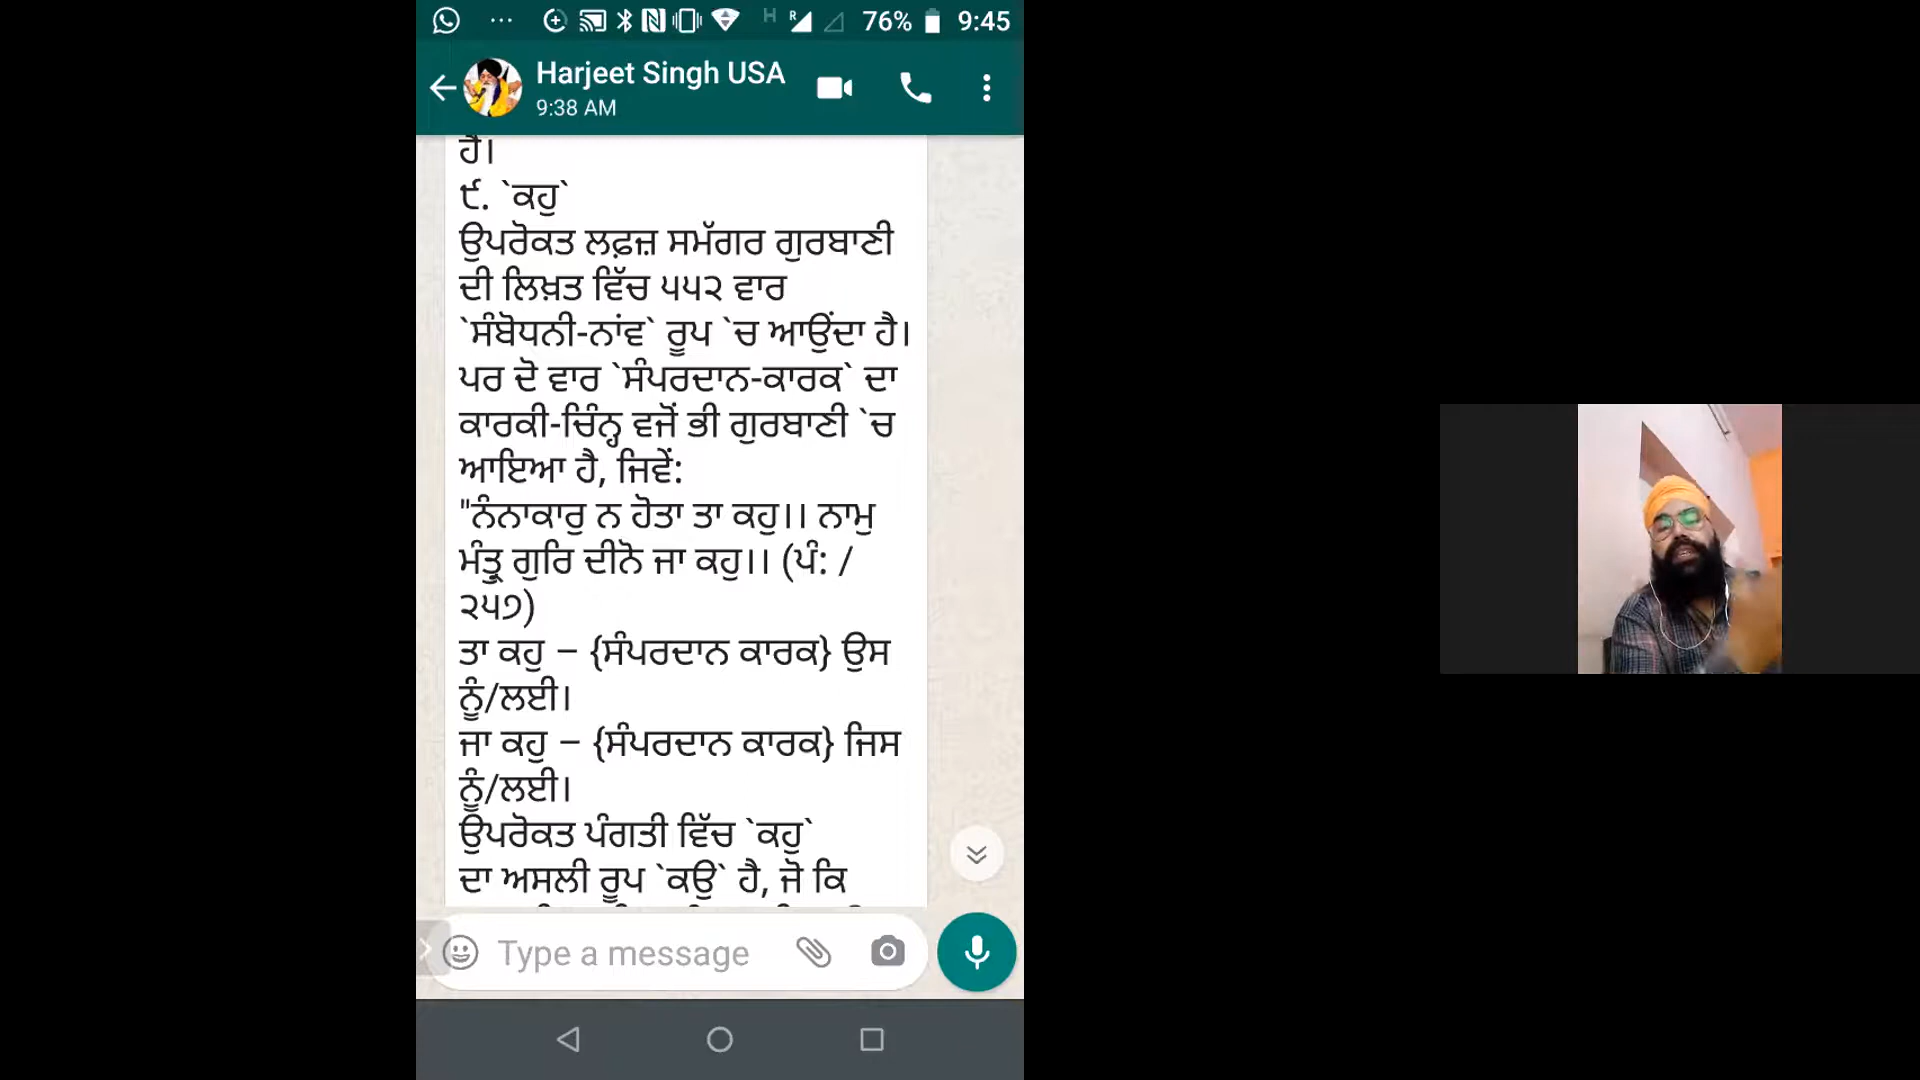 76% 9:45
Harjeet Singh USA
9:38 AM
ਹੈ।
੯. `ਕਹੁ`
ਉਪਰੋਕਤ ਲਫ਼ਜ਼ ਸਮੱਗਰ ਗੁਰਬਾਣੀ
ਦੀ ਲਿਖ਼ਤ ਵਿੱਚ ੫੫੨ ਵਾਰ
`ਸੰਬੋਧਨੀ-ਨਾਂਵ` ਰੂਪ `ਚ ਆਉਂਦਾ ਹੈ।
ਪਰ ਦੋ ਵਾਰ `ਸੰਪਰਦਾਨ-ਕਾਰਕ` ਦਾ
ਕਾਰਕੀ-ਚਿੰਨ੍ਹ ਵਜੋਂ ਭੀ ਗੁਰਬਾਣੀ `ਚ
ਆਇਆ ਹੈ, ਜਿਵੇਂ:
"ਨੰਨਾਕਾਰੁ ਨ ਹੋਤਾ ਤਾ ਕਹੁ।। ਨਾਮੁ
ਮੰਤ੍ਰੁ ਗੁਰਿ ਦੀਨੋ ਜਾ ਕਹੁ।। (ਪੰ: /
੨੫੭)
ਤਾ ਕਹੁ – {ਸੰਪਰਦਾਨ ਕਾਰਕ} ਉਸ
ਨੂੰ/ਲਈ।
ਜਾ ਕਹੁ – {ਸੰਪਰਦਾਨ ਕਾਰਕ} ਜਿਸ
ਨੂੰ/ਲਈ।
ਉਪਰੋਕਤ ਪੰਗਤੀ ਵਿੱਚ `ਕਹੁ`
ਦਾ ਅਸਲੀ ਰੂਪ `ਕਉ` ਹੈ, ਜੋ ਕਿ
Type a message